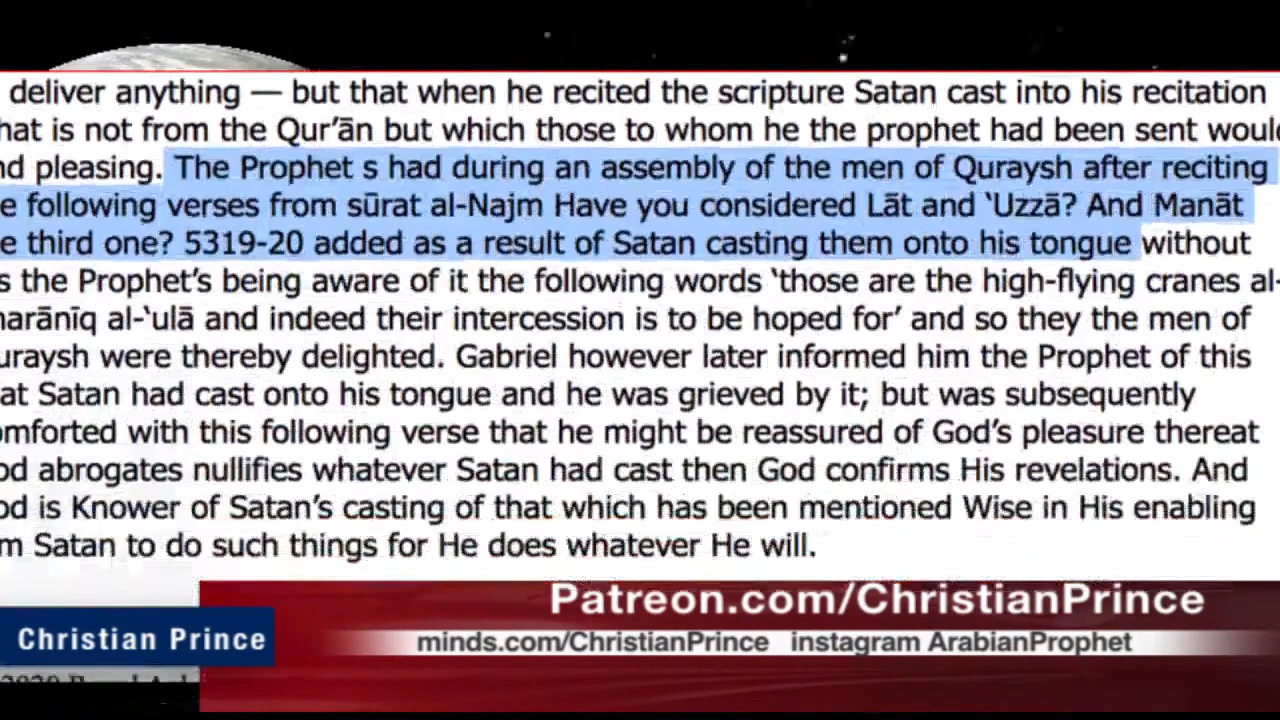 deliver anything — but that when he recited the scripture Satan cast into his recitation
hat is not from the Qur'ān but which those to whom he the prophet had been sent woul
nd pleasing. The Prophet s had during an assembly of the men of Quraysh after reciting
e following verses from sūrat al-Najm Have you considered Lāt and ‘Uzzā? And Manāt
e third one? 5319-20 added as a result of Satan casting them onto his tongue without
s the Prophet's being aware of it the following words ‘those are the high-flying cranes al-
harānīq al-‘ulā and indeed their intercession is to be hoped for’ and so they the men of
uraysh were thereby delighted. Gabriel however later informed him the Prophet of this
at Satan had cast onto his tongue and he was grieved by it; but was subsequently
omforted with this following verse that he might be reassured of God's pleasure thereat
od abrogates nullifies whatever Satan had cast then God confirms His revelations. And
od is Knower of Satan's casting of that which has been mentioned Wise in His enabling
m Satan to do such things for He does whatever He will.
Patreon.com/ChristianPrince
Christian Prince
minds.com/ChristianPrince instagram ArabianProphet